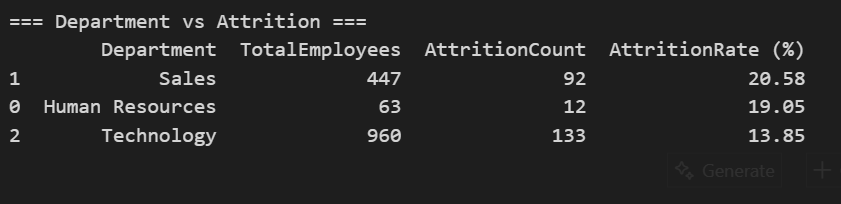 === Department vs Attrition ===
Department TotalEmployees AttritionCount AttritionRate (%)
1 Sales 447 92 20.58
0 Human Resources 63 12 19.05
2 Technology 960 133 13.85
Generate